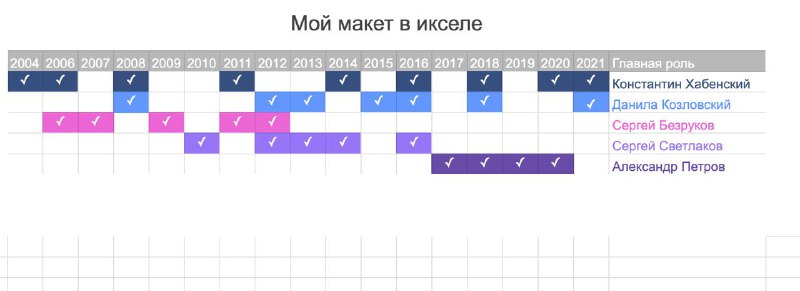 Мой макет в икселе
2004 2006 2007 2008 2009 2010 2011 2012 2013 2014 2015 2016 2017 2018 2019 2020 2021 Главная роль
✓ ✓ ✓ ✓ ✓ ✓ ✓ ✓ ✓ Константин Хабенский
✓ ✓ ✓ ✓ ✓ ✓ ✓ Данила Козловский
✓ ✓ ✓ ✓ ✓ Сергей Безруков
✓ ✓ ✓ ✓ ✓ Сергей Светлаков
✓ ✓ ✓ ✓ Александр Петров